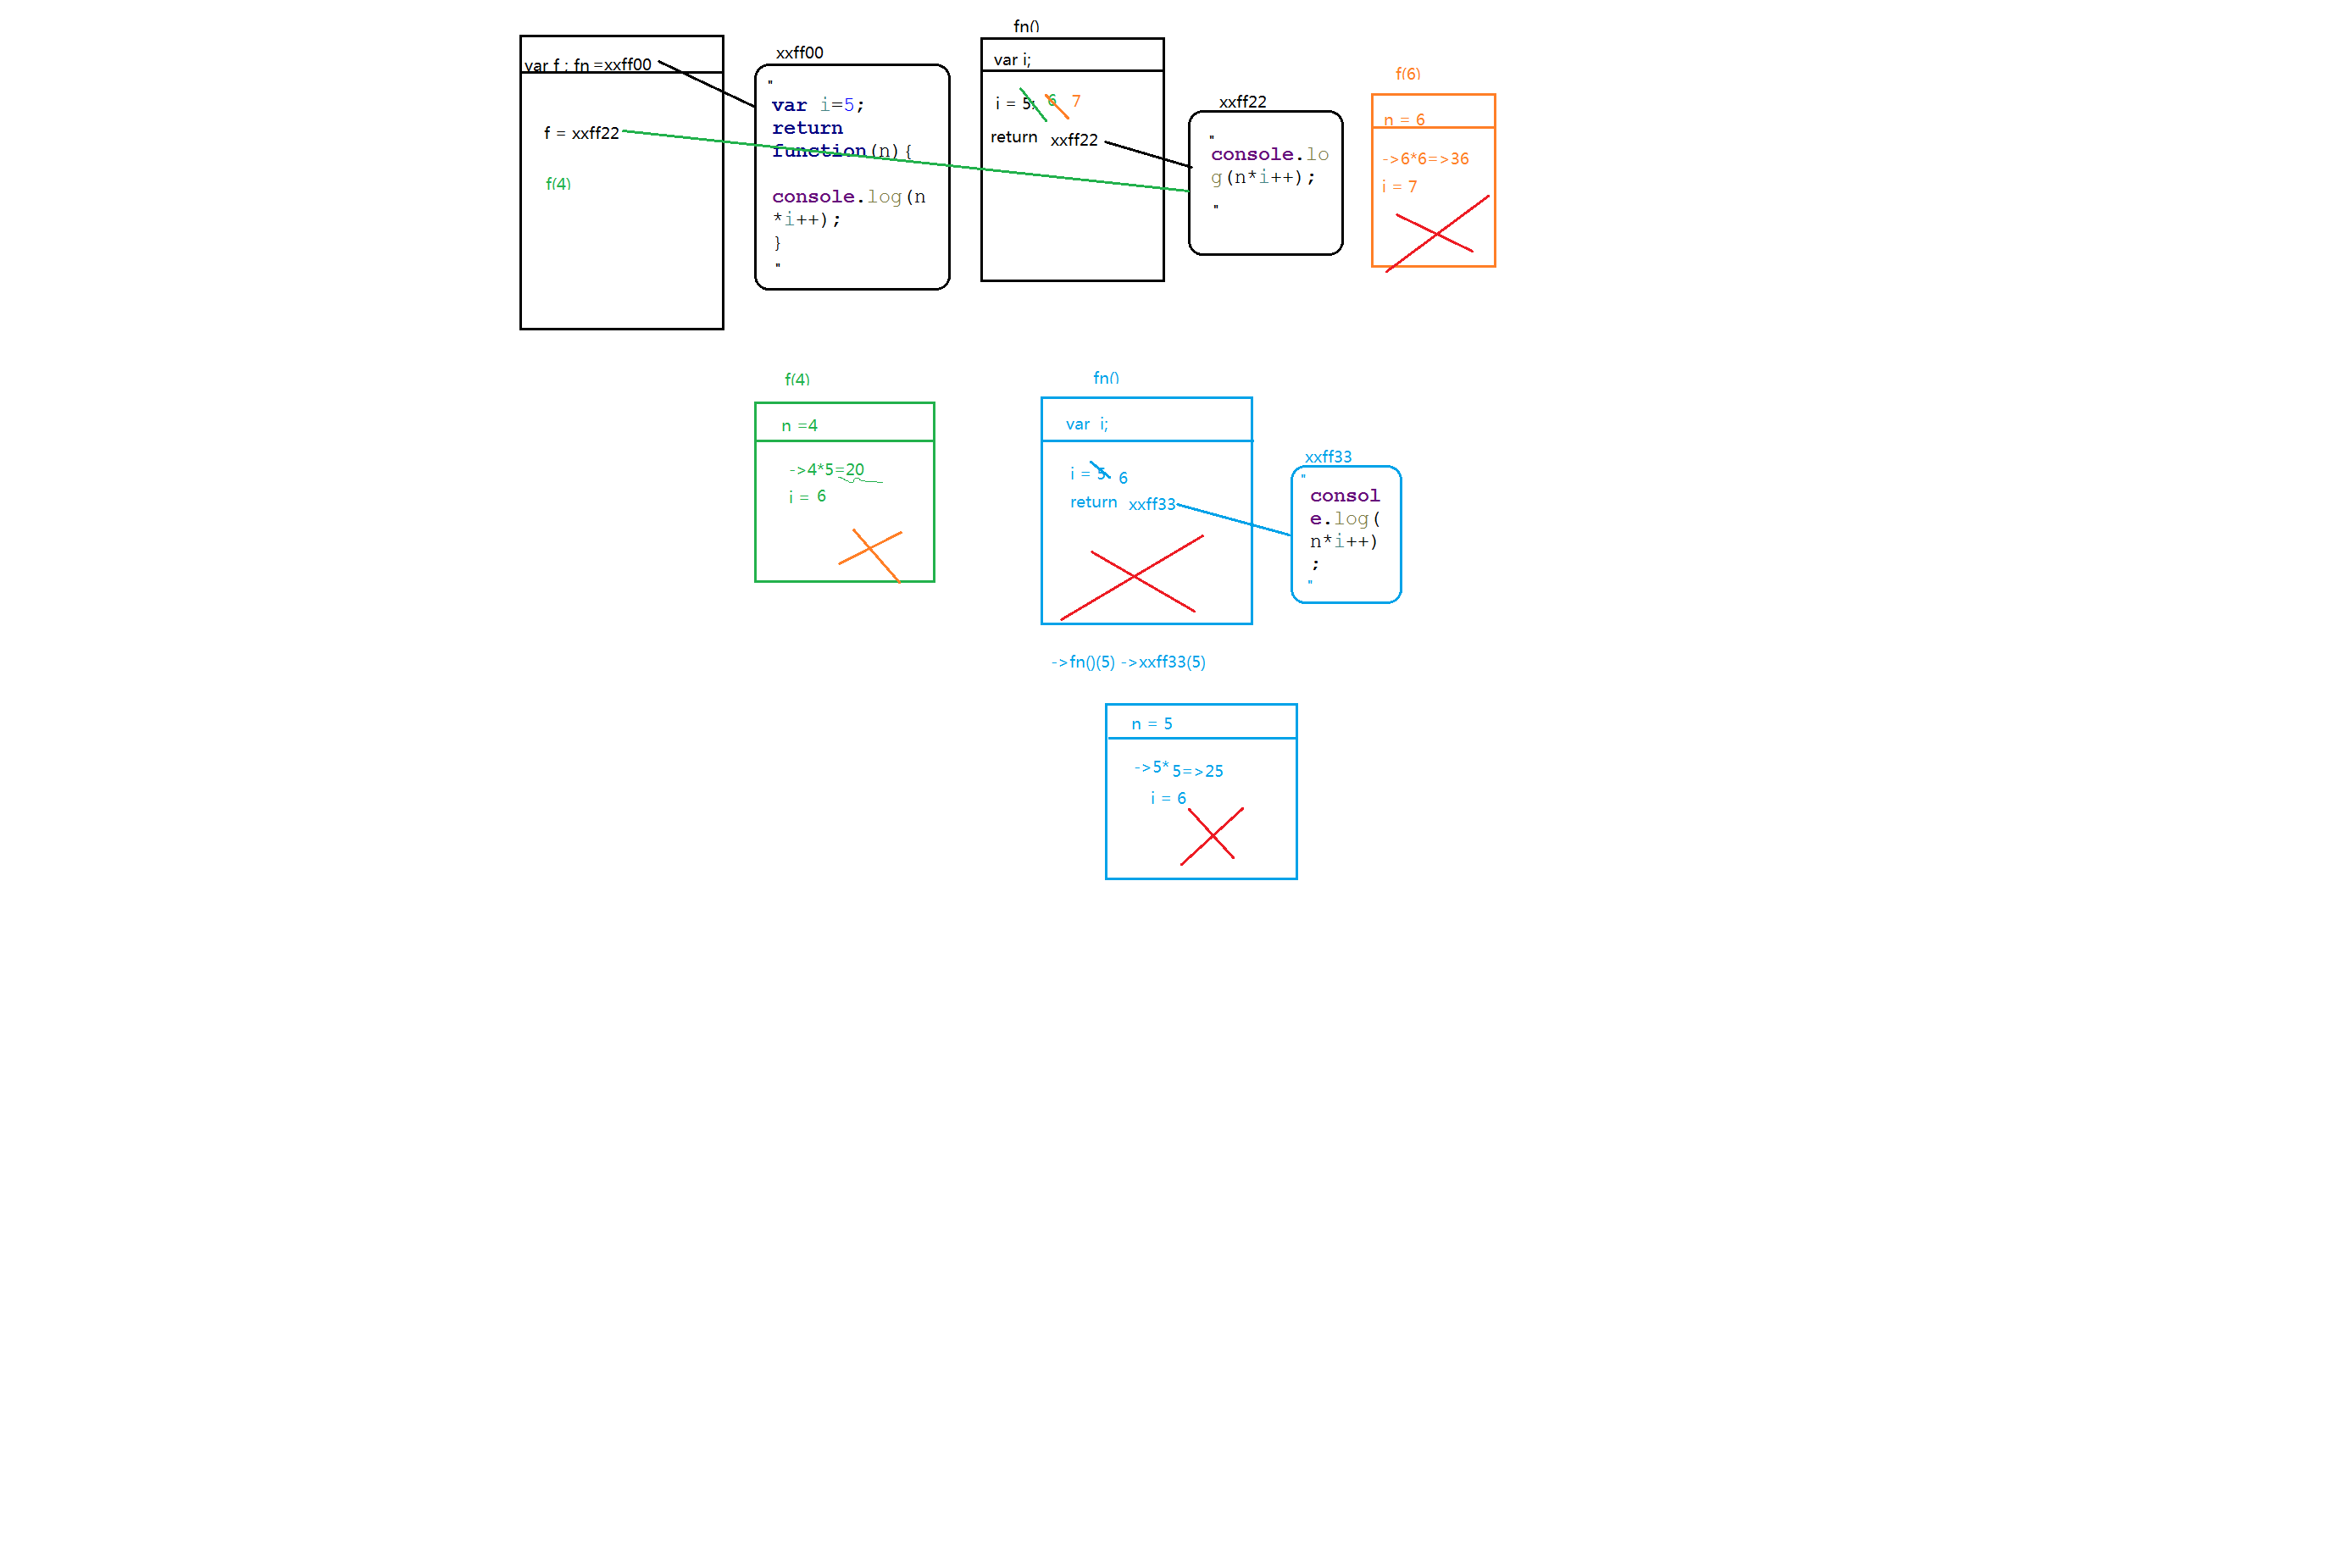 var f ; fn =xxff00
f = xxff22
f(4)
xxff00
"
var i=5;
return
function(n){
console.log(n
*i++);
}
"
fn()
var i;
i = 5; 6 7
return xxff22
xxff22
"
console.lo
g(n*i++);
"
f(6)
n = 6
->6*6=>36
i = 7
f(4)
n =4
->4*5=20
i = 6
fn()
var i;
i = 5 6
return xxff33
xxff33
"
consol
e.log(
n*i++)
;
"
->fn()(5) ->xxff33(5)
n = 5
->5* 5=>25
i = 6